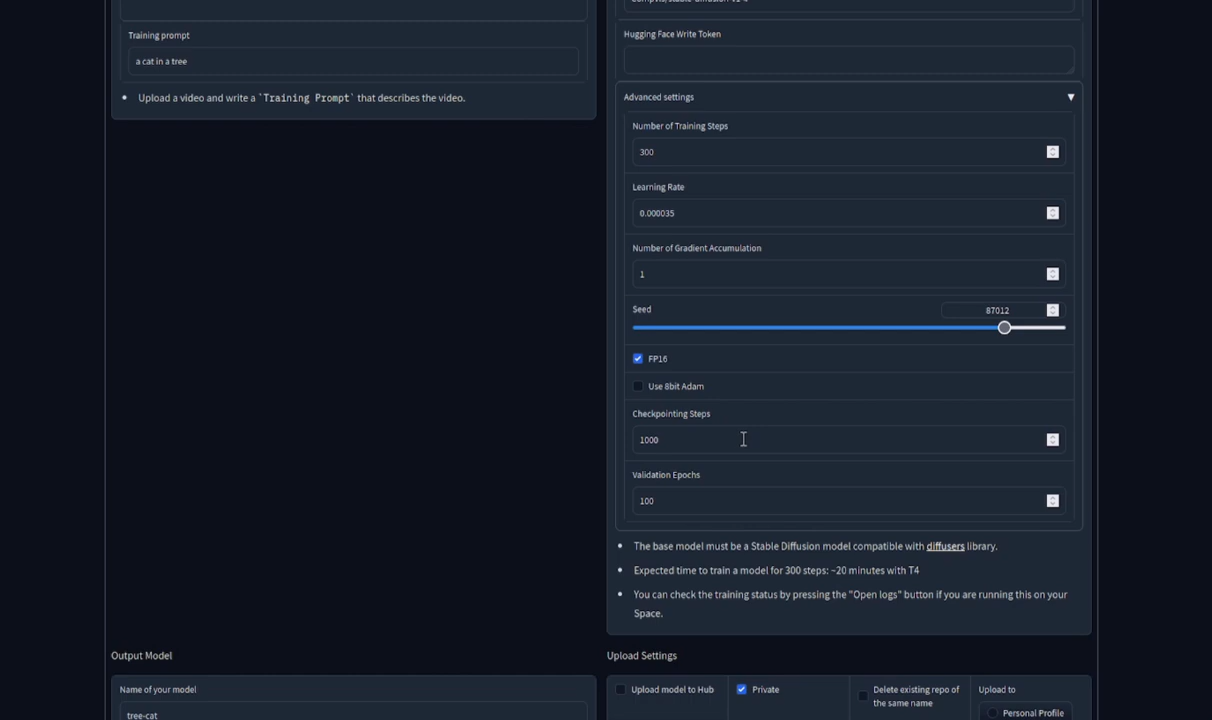 Training prompt
a cat in a tree
Upload a video and write a `Training Prompt` that describes the video.
Hugging Face Write Token
Advanced settings
Number of Training Steps
300
Learning Rate
0.000035
Number of Gradient Accumulation
1
Seed
87012
FP16
Use 8bit Adam
Checkpointing Steps
1000
Validation Epochs
100
The base model must be a Stable Diffusion model compatible with diffusers library.
Expected time to train a model for 300 steps: ~20 minutes with T4
You can check the training status by pressing the "Open logs" button if you are running this on your
Space.
Output Model
Name of your model
tree-cat
Upload Settings
Upload model to Hub
Private
Delete existing repo of
the same name
Upload to
Personal Profile